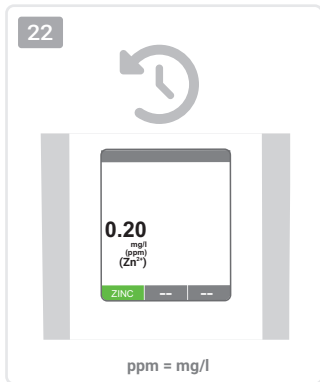 22
0.20
mg/l
(ppm)
(Zn²⁺)
ZINC -- --
ppm = mg/l